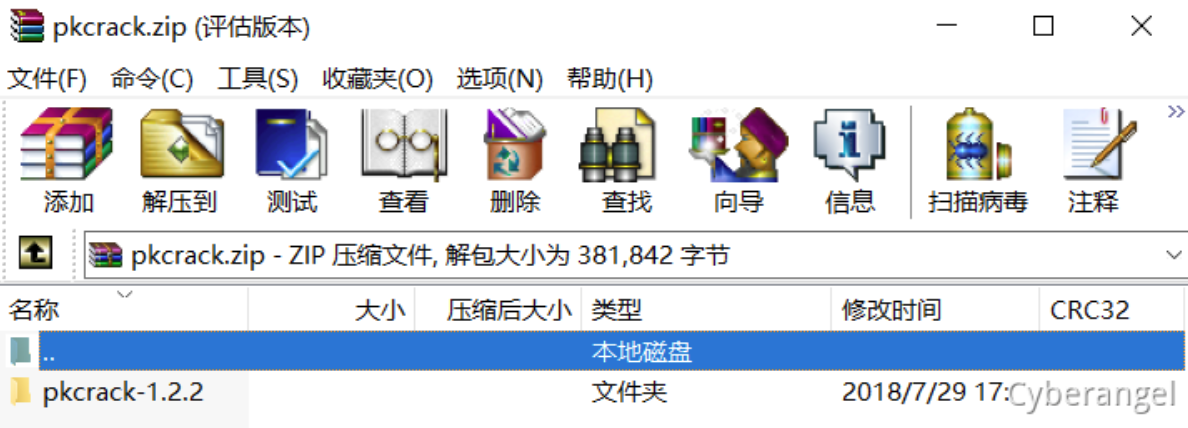 pkcrack.zip (评估版本)
文件(F) 命令(C) 工具(S) 收藏夹(O) 选项(N) 帮助(H)
添加 解压到 测试 查看 删除 查找 向导 信息 扫描病毒 注释
pkcrack.zip - ZIP 压缩文件, 解包大小为 381,842 字节
名称 大小 压缩后大小 类型 修改时间 CRC32
.. 本地磁盘
pkcrack-1.2.2 文件夹 2018/7/29 17: Cyberangel